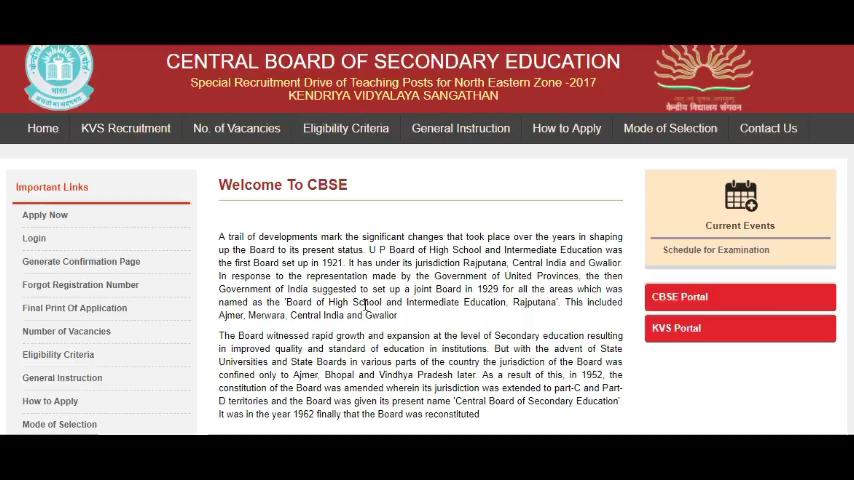 CENTRAL BOARD OF SECONDARY EDUCATION
Special Recruitment Drive of Teaching Posts for North Eastern Zone -2017
KENDRIYA VIDYALAYA SANGATHAN
भारत
केन्द्रीय विद्यालय संगठन
Home KVS Recruitment No. of Vacancies Eligibility Criteria General Instruction How to Apply Mode of Selection Contact Us
Important Links
Apply Now
Login
Generate Confirmation Page
Forgot Registration Number
Final Print Of Application
Number of Vacancies
Eligibility Criteria
General Instruction
How to Apply
Mode of Selection
Welcome To CBSE
A trail of developments mark the significant changes that took place over the years in shaping
up the Board to its present status. U P Board of High School and Intermediate Education was
the first Board set up in 1921. It has under its jurisdiction Rajputana, Central India and Gwalior.
In response to the representation made by the Government of United Provinces, the then
Government of India suggested to set up a joint Board in 1929 for all the areas which was
named as the 'Board of High School and Intermediate Education, Rajputana'. This included
Ajmer, Merwara, Central India and Gwalior
The Board witnessed rapid growth and expansion at the level of Secondary education resulting
in improved quality and standard of education in institutions. But with the advent of State
Universities and State Boards in various parts of the country the jurisdiction of the Board was
confined only to Ajmer, Bhopal and Vindhya Pradesh later. As a result of this, in 1952, the
constitution of the Board was amended wherein its jurisdiction was extended to part-C and Part-
D territories and the Board was given its present name 'Central Board of Secondary Education'
It was in the year 1962 finally that the Board was reconstituted
Current Events
Schedule for Examination
CBSE Portal
KVS Portal